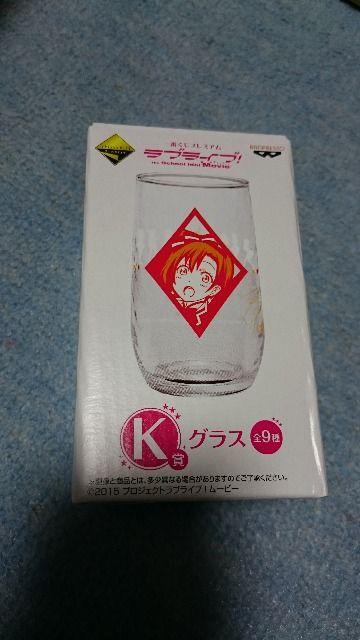 一番くじプレミアム
ラブライブ!
The School Idol Movie
BANPRESTO
K賞 グラス 全9種
※画像と商品とは、多少異なる場合がありますのでご了承ください。
©2015 プロジェクトラブライブ!ムービー